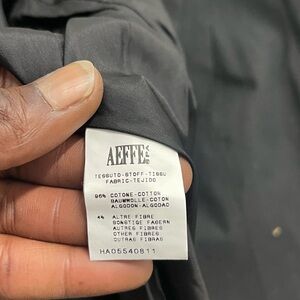 AEFFE
TESSUTO-STOFF-TISSU
FABRIC-TEJIDO
96% COTONE-COTTON
BAUMWOLLE-COTON
ALGODON-ALGODAO
4% ALTRE FIBRE
SONSTIGE FASERN
AUTRES FIBRES
OTHER FIBRES
OUTRAS FIBRAS
HA05540811